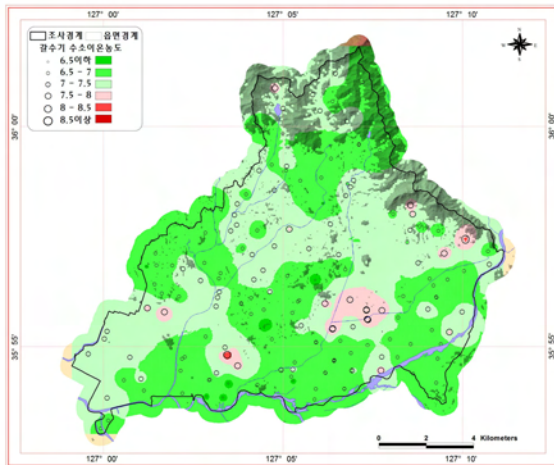 127° 00′ 127° 05′ 127° 10′
조사경계 읍면경계
갈수기 수소이온농도
6.5이하
6.5 - 7
7 - 7.5
7.5 - 8
8 - 8.5
8.5이상
N
W E
S
36° 00′ 36° 00′
35° 55′ 35° 55′
0 2 4 Kilometers
127° 00′ 127° 05′ 127° 10′